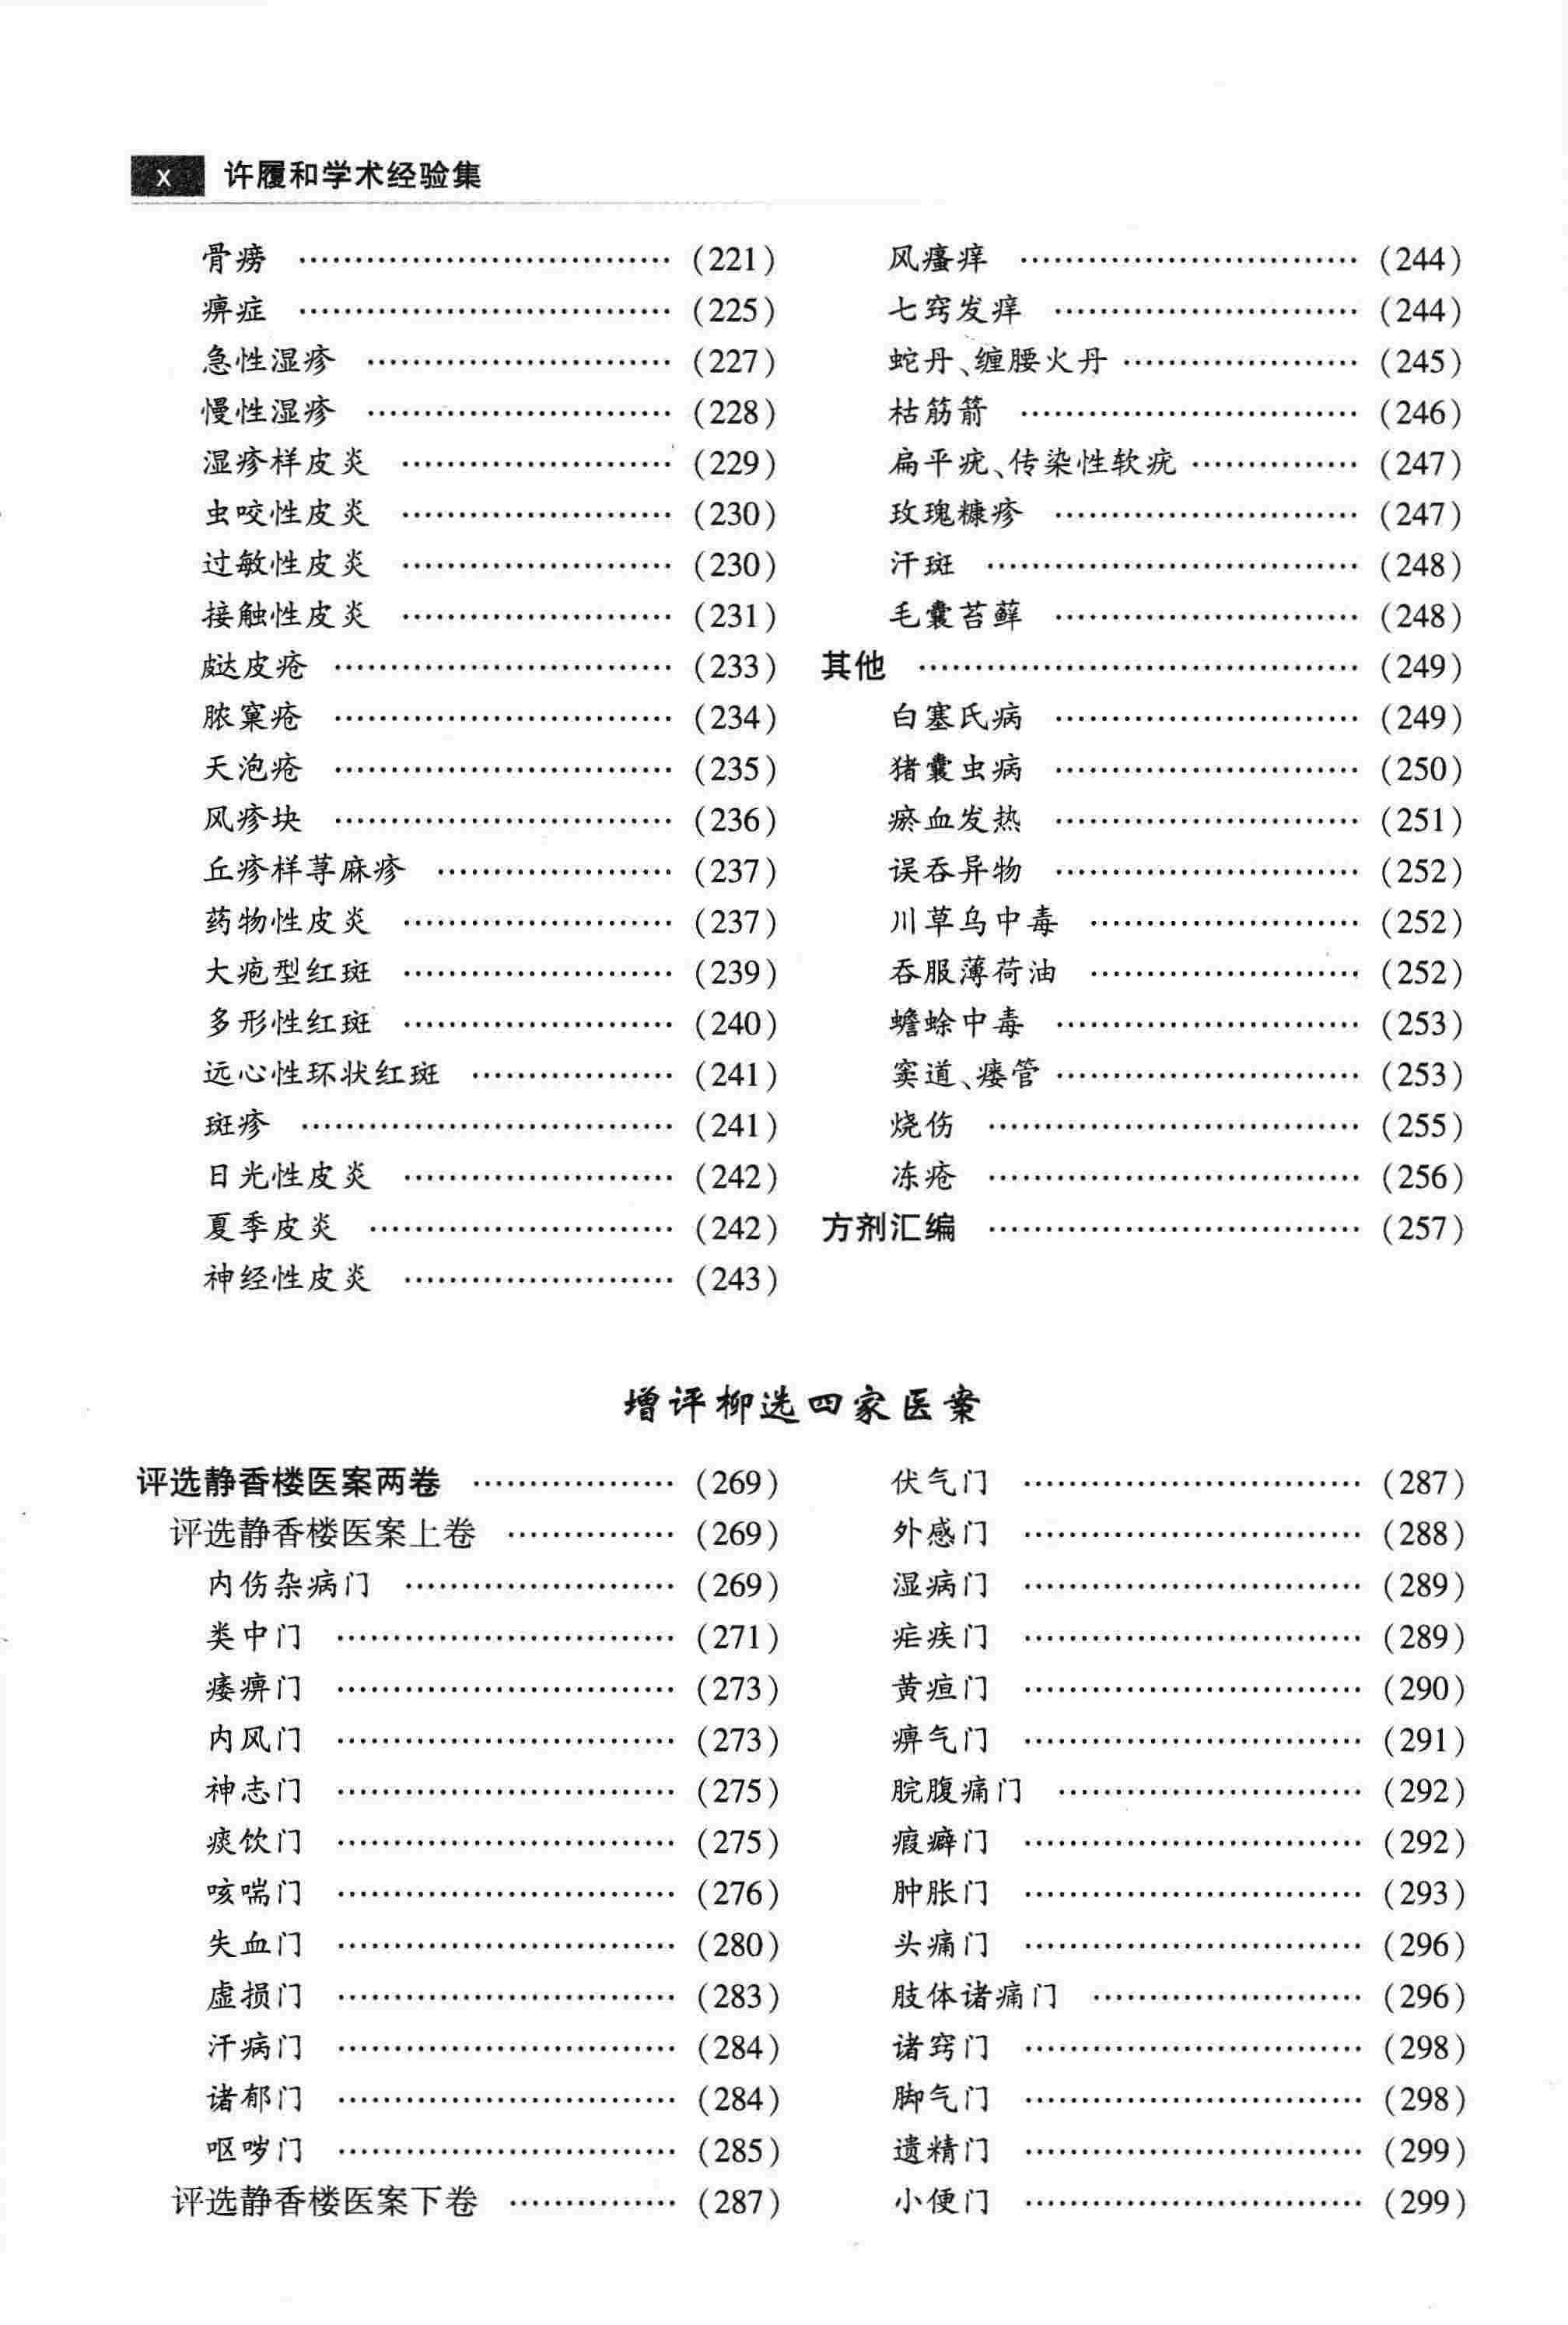 X 许履和学术经验集
骨痨 ……………………………… (221)
痹症 ……………………………… (225)
急性湿疹 ………………………… (227)
慢性湿疹 ………………………… (228)
湿疹样皮炎 ……………………… (229)
虫咬性皮炎 ……………………… (230)
过敏性皮炎 ……………………… (230)
接触性皮炎 ……………………… (231)
皶皮疮 …………………………… (233)
脓窠疮 …………………………… (234)
天泡疮 …………………………… (235)
风疹块 …………………………… (236)
丘疹样荨麻疹 …………………… (237)
药物性皮炎 ……………………… (237)
大疱型红斑 ……………………… (239)
多形性红斑 ……………………… (240)
远心性环状红斑 ………………… (241)
斑疹 ……………………………… (241)
日光性皮炎 ……………………… (242)
夏季皮炎 ………………………… (242)
神经性皮炎 ……………………… (243)
风瘙痒 …………………………… (244)
七窍发痒 ………………………… (244)
蛇丹、缠腰火丹 ………………… (245)
枯筋箭 …………………………… (246)
扁平疣、传染性软疣 …………… (247)
玫瑰糠疹 ………………………… (247)
汗斑 ……………………………… (248)
毛囊苔藓 ………………………… (248)
其他 ……………………………… (249)
白塞氏病 ………………………… (249)
猪囊虫病 ………………………… (250)
瘀血发热 ………………………… (251)
误吞异物 ………………………… (252)
川草乌中毒 ……………………… (252)
吞服薄荷油 ……………………… (252)
蟾蜍中毒 ………………………… (253)
窦道、瘘管 ……………………… (253)
烧伤 ……………………………… (255)
冻疮 ……………………………… (256)
方剂汇编 ………………………… (257)
增评柳选四家医案
评选静香楼医案两卷 …………… (269)
评选静香楼医案上卷 …………… (269)
内伤杂病门 ……………………… (269)
类中门 …………………………… (271)
痿痹门 …………………………… (273)
内风门 …………………………… (273)
神志门 …………………………… (275)
痰饮门 …………………………… (275)
咳喘门 …………………………… (276)
失血门 …………………………… (280)
虚损门 …………………………… (283)
汗病门 …………………………… (284)
诸郁门 …………………………… (284)
呕哕门 …………………………… (285)
评选静香楼医案下卷 …………… (287)
伏气门 …………………………… (287)
外感门 …………………………… (288)
湿病门 …………………………… (289)
疟疾门 …………………………… (289)
黄疸门 …………………………… (290)
痹气门 …………………………… (291)
脘腹痛门 ………………………… (292)
瘕癖门 …………………………… (292)
肿胀门 …………………………… (293)
头痛门 …………………………… (296)
肢体诸痛门 ……………………… (296)
诸窍门 …………………………… (298)
脚气门 …………………………… (298)
遗精门 …………………………… (299)
小便门 …………………………… (299)